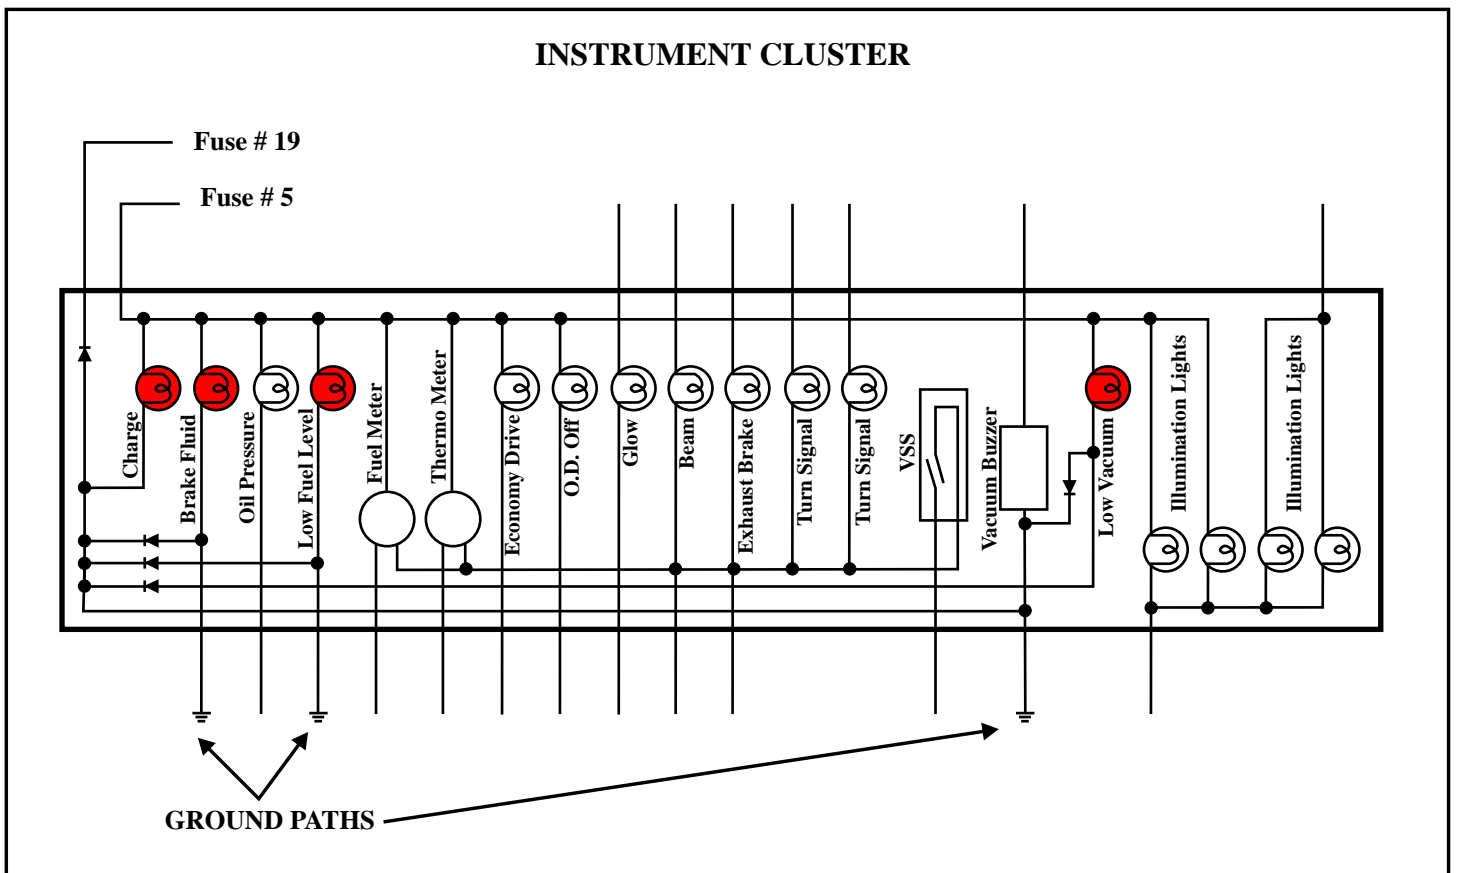 INSTRUMENT CLUSTER
Fuse # 19
Fuse # 5
Charge
Brake Fluid
Oil Pressure
Low Fuel Level
Fuel Meter
Thermo Meter
Economy Drive
O.D. Off
Glow
Beam
Exhaust Brake
Turn Signal
Turn Signal
VSS
Vacuum Buzzer
Low Vacuum
Illumination Lights
Illumination Lights
GROUND PATHS